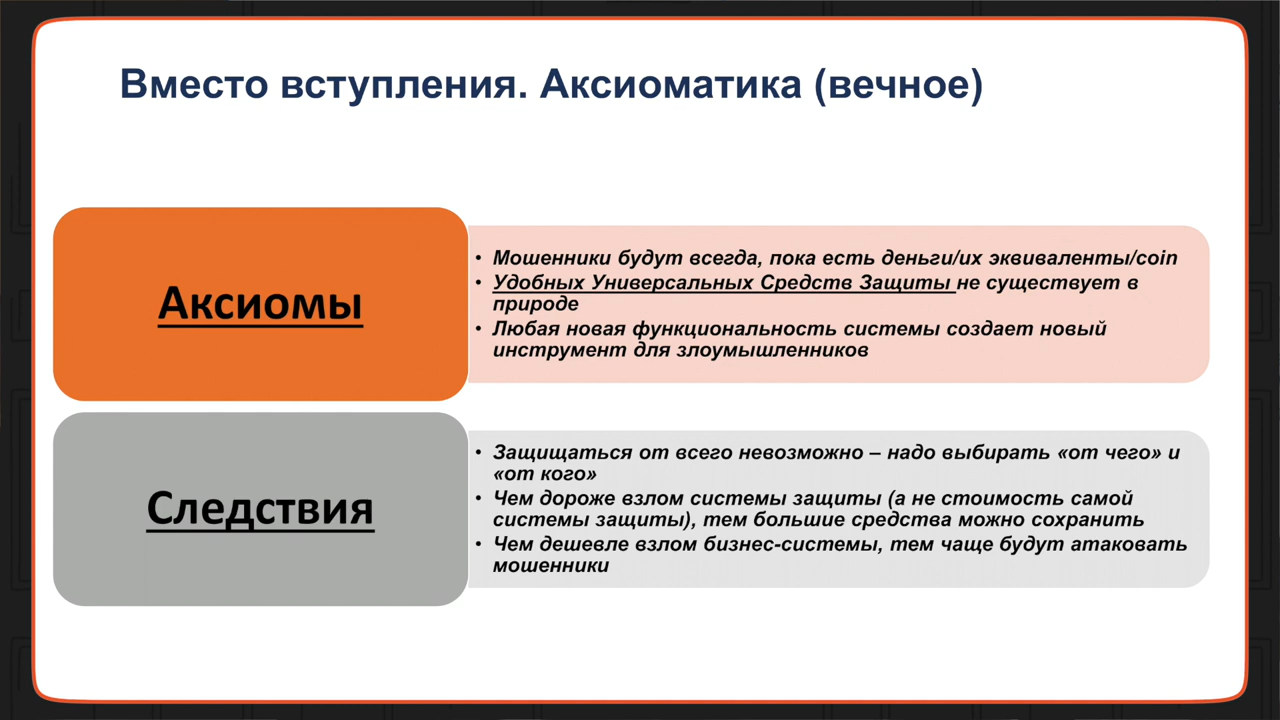 Вместо вступления. Аксиоматика (вечное)
Аксиомы
• Мошенники будут всегда, пока есть деньги/их эквиваленты/coin
• Удобных Универсальных Средств Защиты не существует в
природе
• Любая новая функциональность системы создает новый
инструмент для злоумышленников
Следствия
• Защищаться от всего невозможно – надо выбирать «от чего» и
«от кого»
• Чем дороже взлом системы защиты (а не стоимость самой
системы защиты), тем большие средства можно сохранить
• Чем дешевле взлом бизнес-системы, тем чаще будут атаковать
мошенники